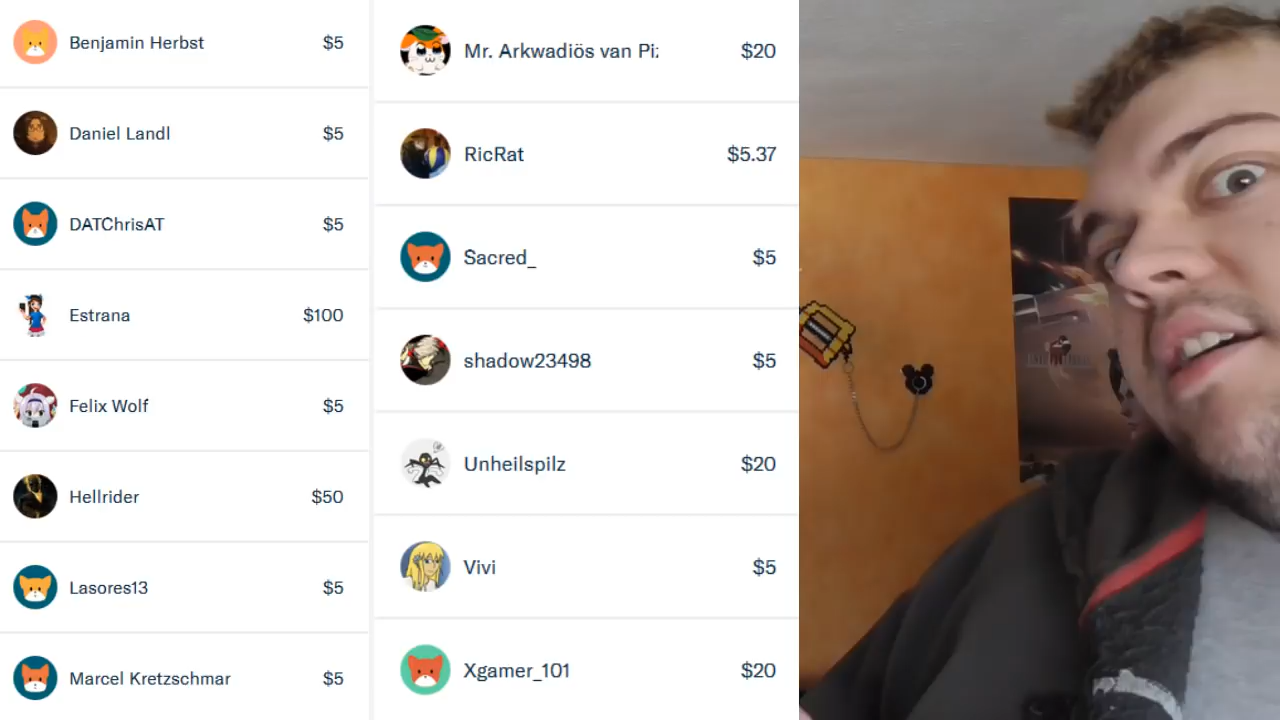 Benjamin Herbst $5
Daniel Landl $5
DATChrisAT $5
Estrana $100
Felix Wolf $5
Hellrider $50
Lasores13 $5
Marcel Kretzschmar $5
Mr. Arkwadiös van Pi
$20
RicRat $5.37
Sacred_ $5
shadow23498 $5
Unheilspilz $20
Vivi $5
Xgamer_101 $20